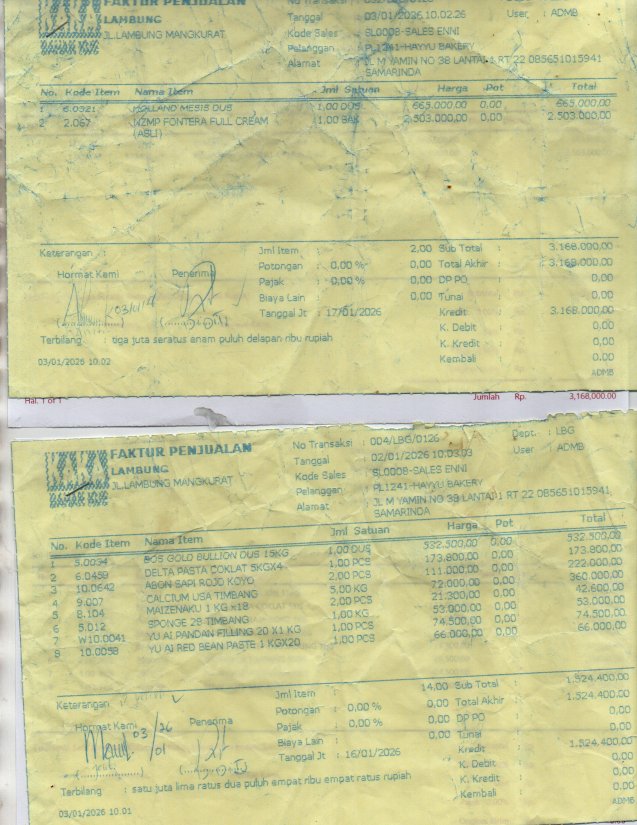 FAKTUR PENJUALAN
LAMBUNG
JL.LAMBUNG MANGKURAT
No Transaksi
Tanggal : 03/01/2026 10.02.26
User : ADMB
Kode Sales : SL0008-SALES ENNI
Pelanggan : PL1241-HAYYU BAKERY
Alamat : JL M YAMIN NO 38 LANTAI 1 RT 22 085651015941
SAMARINDA
No. Kode Item Nama Item Jml Satuan Harga Pot Total
1 6.0321 HOLLAND MESIS DUS 1,00 DUS 665.000,00 0,00 665.000,00
2 2.067 WZMP FONTERA FULL CREAM 1,00 SAK 2.503.000,00 0,00 2.503.000,00
(ASLI)
Keterangan :
Jml Item : 2,00 Sub Total : 3.168.000,00
Hormat Kami Penerima
Potongan : 0,00 % 0,00 Total Akhir : 3.168.000,00
Pajak : 0,00 % 0,00 DP PO : 0,00
Biaya Lain : 0,00 Tunai : 0,00
Tanggal Jt : 17/01/2026 Kredit : 3.168.000,00
K. Debit : 0,00
Terbilang : tiga juta seratus enam puluh delapan ribu rupiah
K. Kredit : 0,00
Kembali : 0,00
03/01/2026 10.02
ADMB
Hal. 1 of 1 Jumlah Rp. 3,168,000.00
FAKTUR PENJUALAN
LAMBUNG
JL.LAMBUNG MANGKURAT
No Transaksi : 004/LBG/0126 Dept. : LBG
Tanggal : 02/01/2026 10.03.03 User : ADMB
Kode Sales : SL0008-SALES ENNI
Pelanggan : PL1241-HAYYU BAKERY
Alamat : JL M YAMIN NO 38 LANTAI 1 RT 22 085651015941
SAMARINDA
No. Kode Item Nama Item Jml Satuan Harga Pot Total
1 5.0054 BOS GOLD BULLION DUS 15KG 1,00 DUS 532.500,00 0,00 532.500,00
2 6.0459 DELTA PASTA COKLAT 5KGX4 1,00 PCS 173.800,00 0,00 173.800,00
3 10.0642 ABON SAPI ROJO KOYO 2,00 PCS 111.000,00 0,00 222.000,00
4 9.007 CALCIUM USA TIMBANG 5,00 KG 72.000,00 0,00 360.000,00
5 8.104 MAIZENAKU 1 KG x18 2,00 PCS 21.300,00 0,00 42.600,00
6 5.012 SPONGE 28 TIMBANG 1,00 KG 53.000,00 0,00 53.000,00
7 W10.0041 YU AI PANDAN FILLING 20 X1 KG 1,00 PCS 74.500,00 0,00 74.500,00
8 10.0058 YU AI RED BEAN PASTE 1 KGX20 1,00 PCS 66.000,00 0,00 66.000,00
Keterangan :
Jml Item : 14,00 Sub Total : 1.524.400,00
Hormat Kami Penerima
Potongan : 0,00 % 0,00 Total Akhir : 1.524.400,00
03/01/26
Pajak : 0,00 % 0,00 DP PO : 0,00
Biaya Lain : 0,00 Tunai : 0,00
Tanggal Jt : 16/01/2026 Kredit : 1.524.400,00
K. Debit : 0,00
Terbilang : satu juta lima ratus dua puluh empat ribu empat ratus rupiah
K. Kredit : 0,00
Kembali : 0,00
03/01/2026 10.01
ADMB